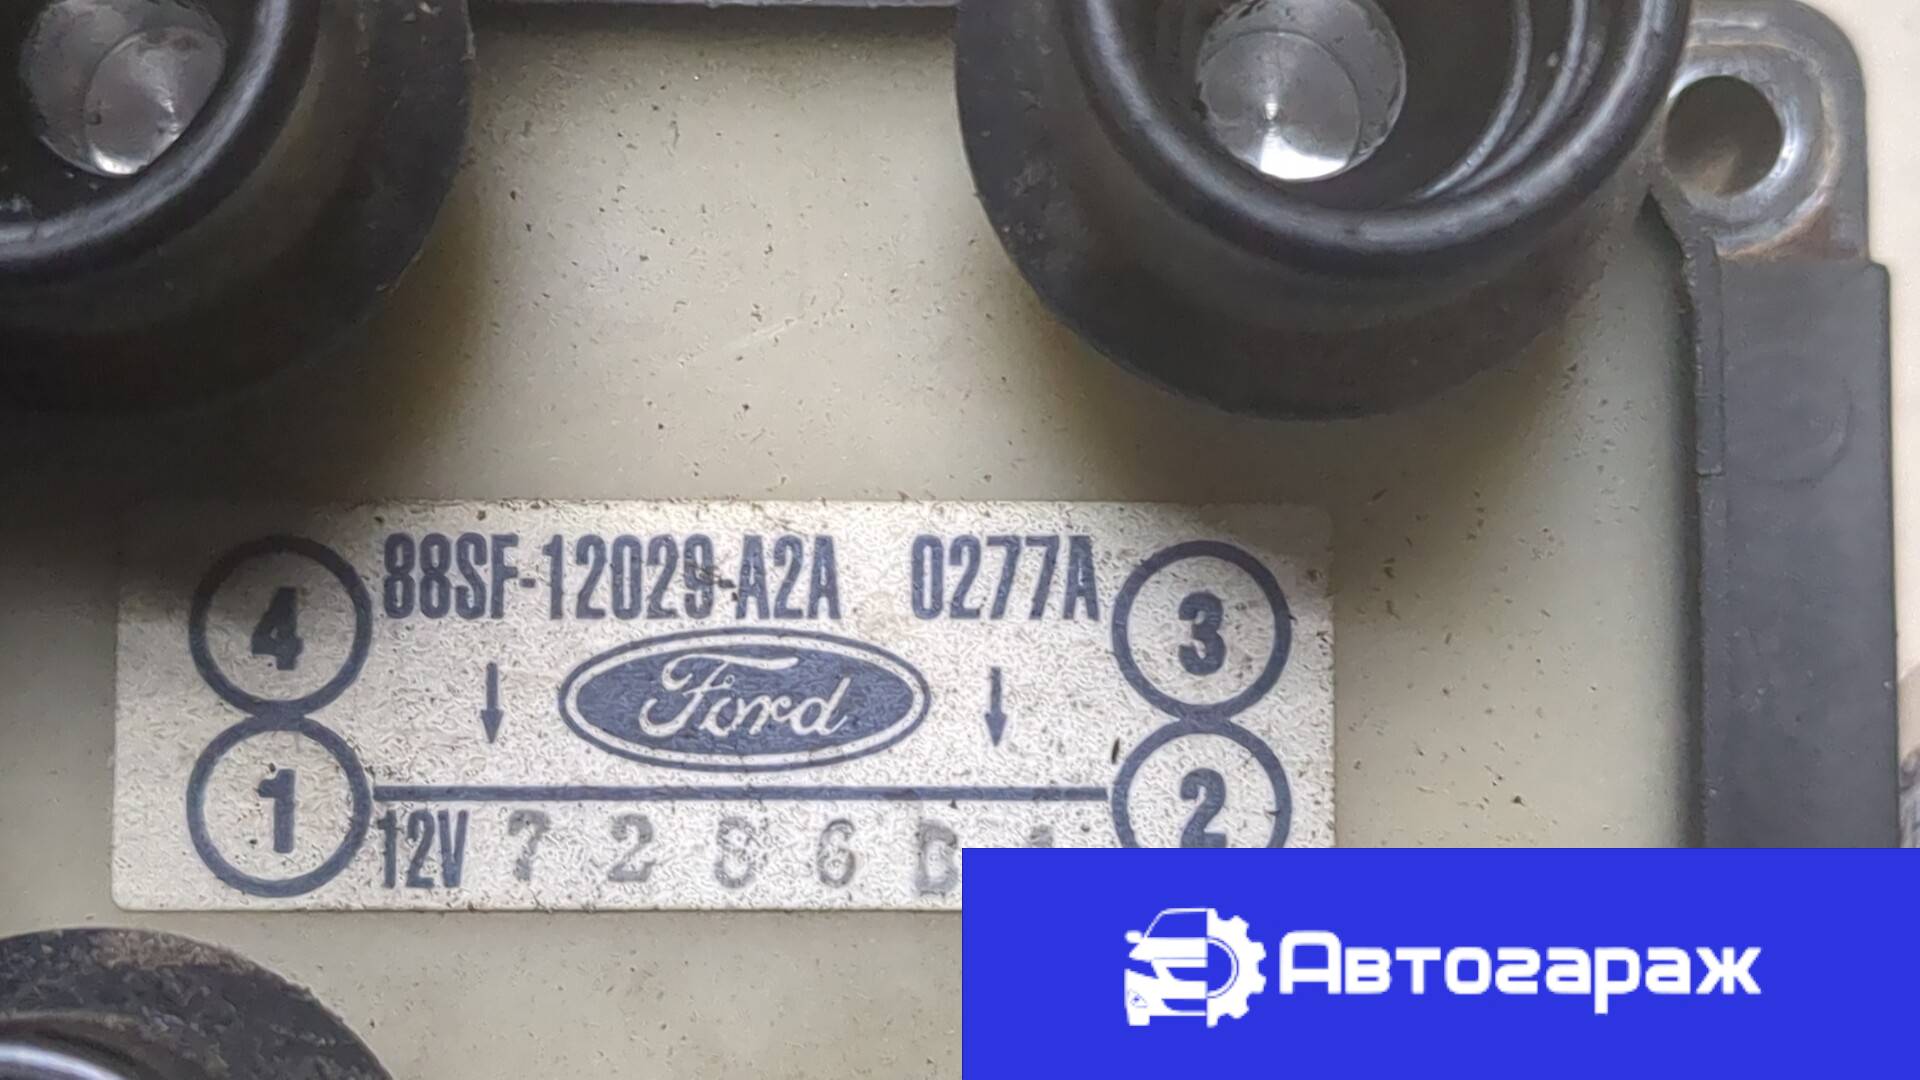 88SF-12029-A2A 0277A
4 3
Ford
1 2
12V 7 2 8 6 B
Автогараж